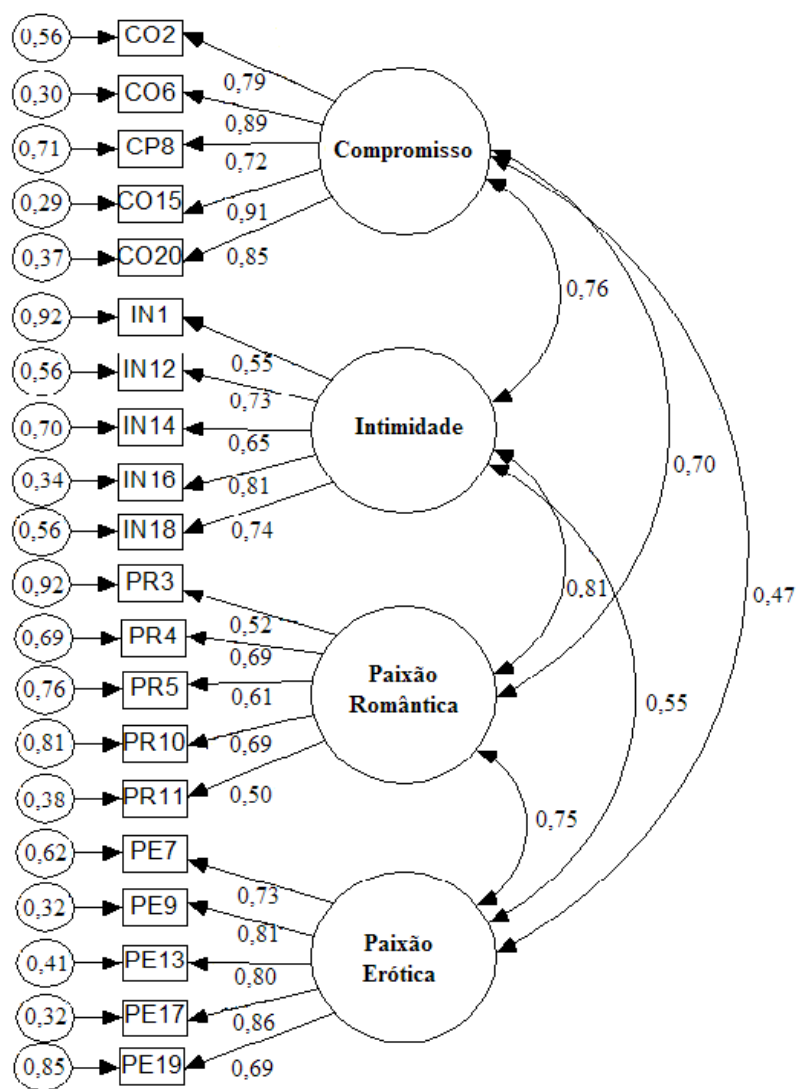 0,56 CO2
0,79
0,30 CO6
0,89
0,71 CP8
Compromisso
0,72
0,29 CO15
0,91
0,37 CO20
0,85
0,76
0,92 IN1
0,55
0,56 IN12
0,73
0,70 IN14
Intimidade
0,65
0,70
0,34 IN16
0,81
0,56 IN18
0,74
0,92 PR3
0,81
0,47
0,52
0,69 PR4
0,69
0,76 PR5
Paixão
Romântica
0,61
0,55
0,81 PR10
0,69
0,38 PR11
0,50
0,75
0,62 PE7
0,73
0,32 PE9
0,81
0,41 PE13
Paixão
Erótica
0,80
0,32 PE17
0,86
0,85 PE19
0,69